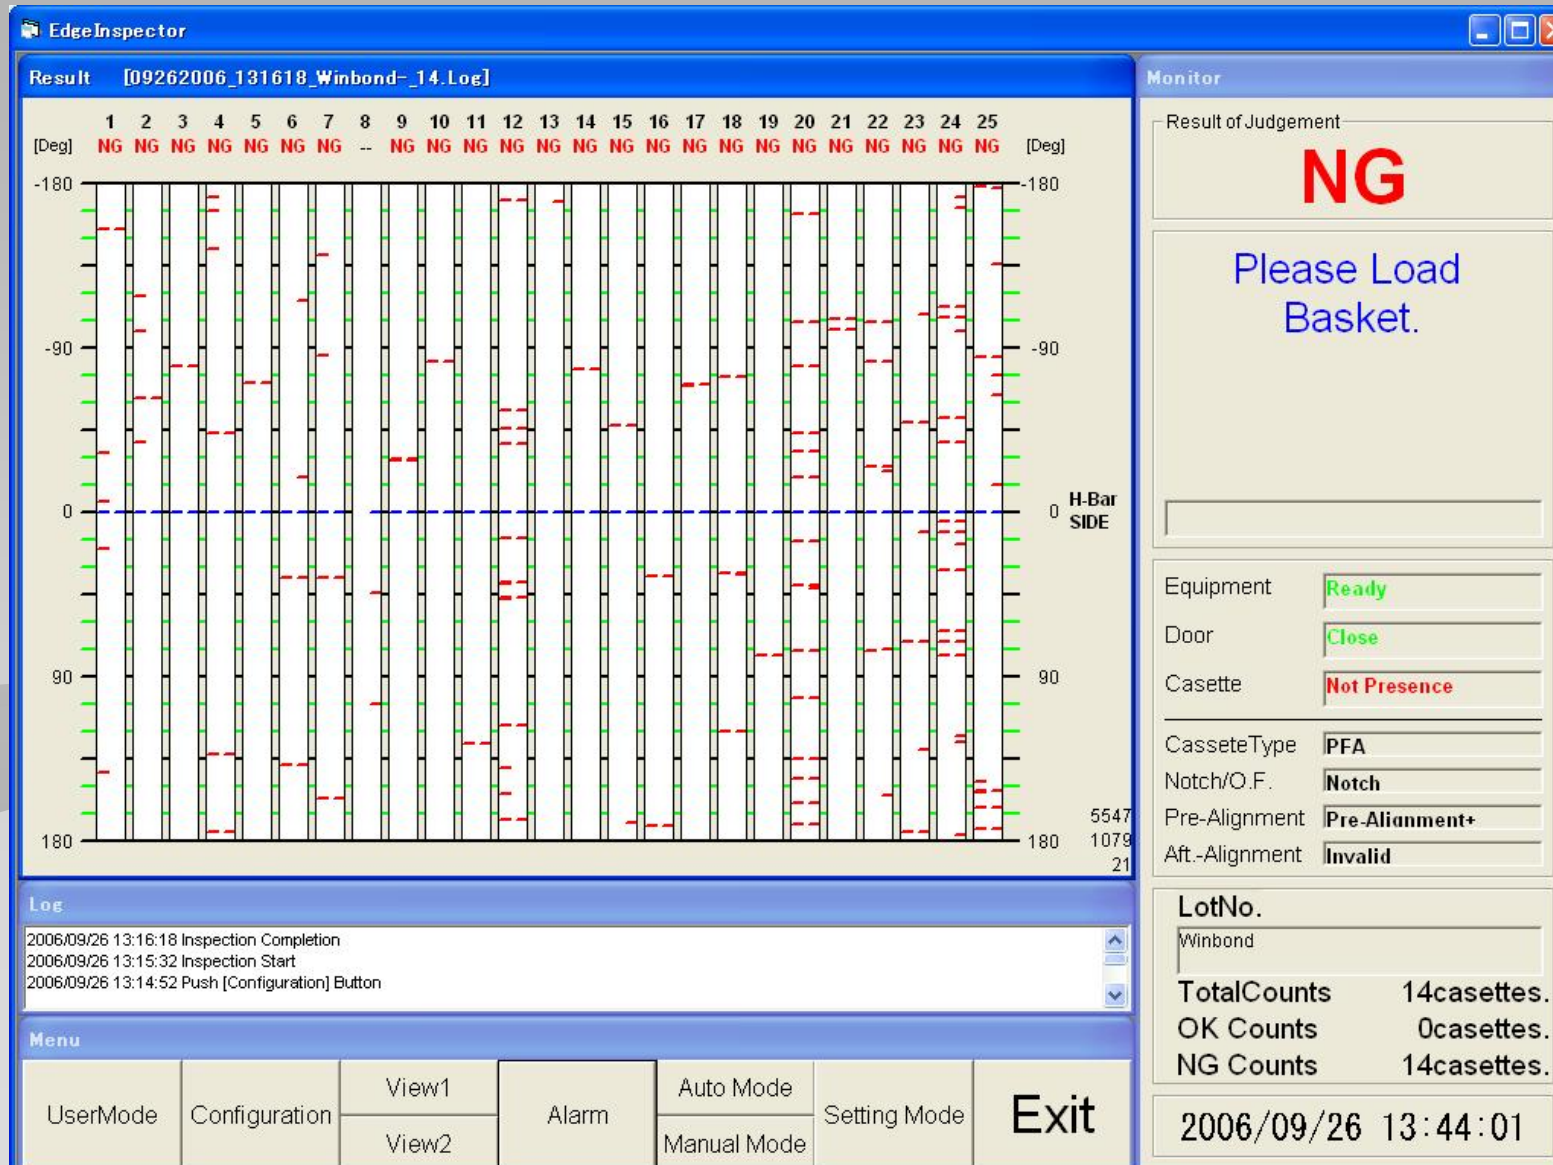 EdgeInspector
Result [09262006_131618_Winbond-_14.Log]
1 2 3 4 5 6 7 8 9 10 11 12 13 14 15 16 17 18 19 20 21 22 23 24 25
[Deg] NG NG NG NG NG NG NG -- NG NG NG NG NG NG NG NG NG NG NG NG NG NG NG NG NG [Deg]
-180 -180
-90 -90
0 0 H-Bar
SIDE
90 90
5547
180 180 1079
21
Log
2006/09/26 13:16:18 Inspection Completion
2006/09/26 13:15:32 Inspection Start
2006/09/26 13:14:52 Push [Configuration] Button
Menu
UserMode
Configuration
View1
View2
Alarm
Auto Mode
Manual Mode
Setting Mode
Exit
Monitor
Result of Judgement
NG
Please Load
Basket.
Equipment Ready
Door Close
Casette Not Presence
CasseteType PFA
Notch/O.F. Notch
Pre-Alignment Pre-Alignment+
Aft.-Alignment Invalid
LotNo.
Winbond
TotalCounts 14casettes.
OK Counts 0casettes.
NG Counts 14casettes.
2006/09/26 13:44:01